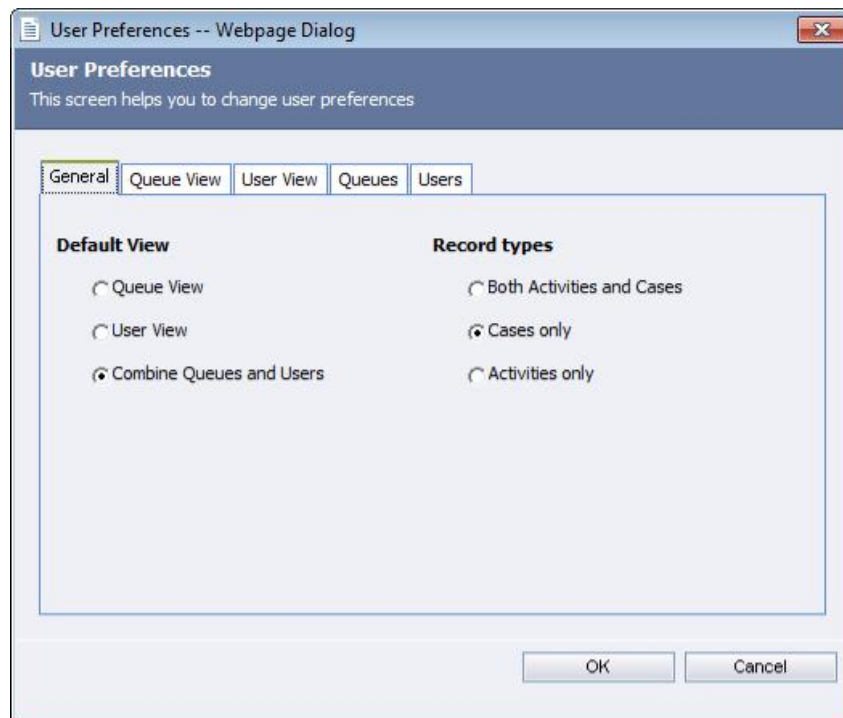 User Preferences -- Webpage Dialog
User Preferences
This screen helps you to change user preferences
General Queue View User View Queues Users
Default View Record types
Queue View Both Activities and Cases
User View Cases only
Combine Queues and Users Activities only
OK Cancel